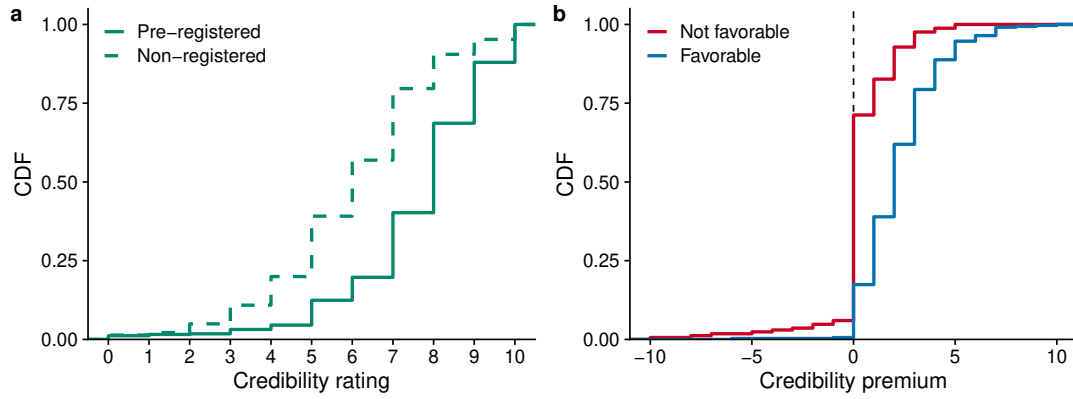 a
Pre−registered
Non−registered
1.00
0.75
0.50
0.25
0.00
CDF
0 1 2 3 4 5 6 7 8 9 10
Credibility rating
b
Not favorable
Favorable
1.00
0.75
0.50
0.25
0.00
CDF
−10 −5 0 5 10
Credibility premium